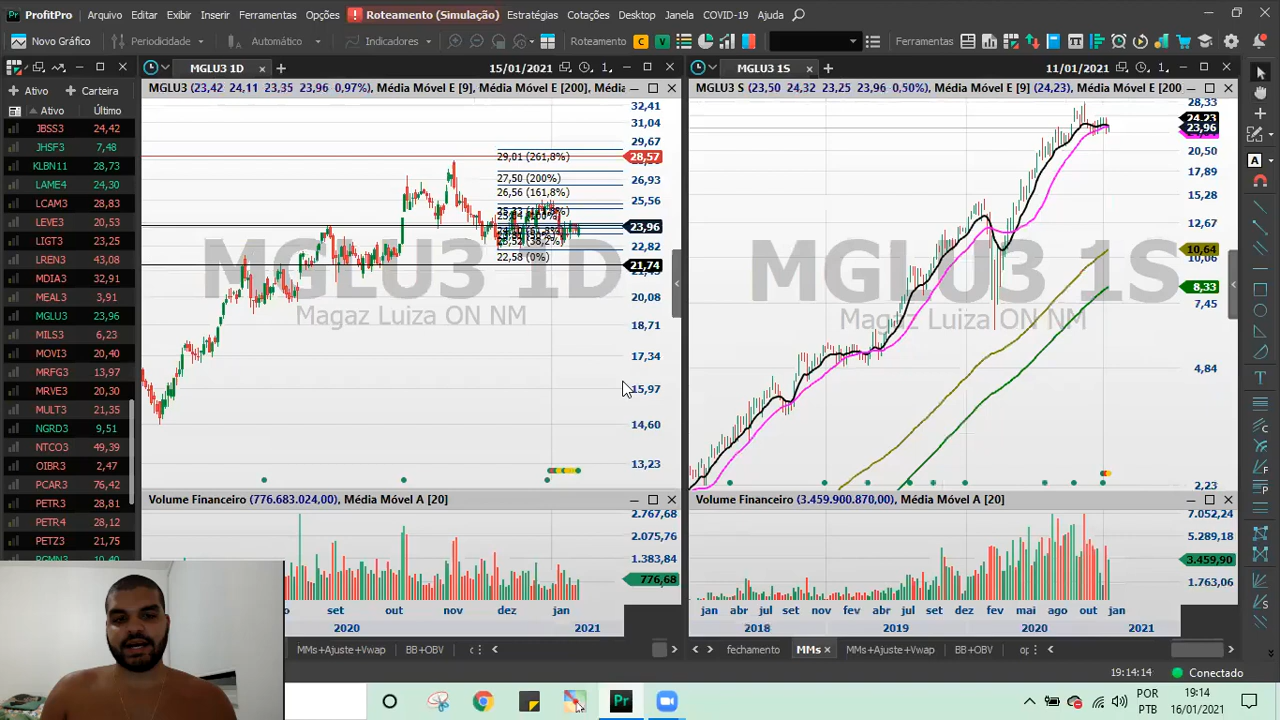 ProfitPro Arquivo Editar Exibir Inserir Ferramentas Opções Roteamento (Simulação) Estratégias Cotações Desktop Janela COVID-19 Ajuda
Novo Gráfico Periodicidade Automático Indicadores Roteamento C V Ferramentas
MGLU3 1D 15/01/2021 1
MGLU3 1S 11/01/2021 1
Ativo Carteira
MGLU3 (23,42 24,11 23,35 23,96 0,97%), Média Móvel E [9], Média Móvel E [200], Média
MGLU3 S (23,50 24,32 23,25 23,96 0,50%), Média Móvel E [9] (24,23), Média Móvel E [200
Ativo Último
JBSS3 24,42
JHSF3 7,48
KLBN11 28,73
LAME4 24,30
LCAM3 28,83
LEVE3 20,53
LIGT3 23,25
LREN3 43,08
MDIA3 32,91
MEAL3 3,91
MGLU3 23,96
MILS3 6,23
MOVI3 20,40
MRFG3 13,97
MRVE3 20,30
MULT3 21,35
NGRD3 9,51
NTCO3 49,39
OIBR3 2,47
PCAR3 76,42
PETR3 28,81
PETR4 28,12
PETZ3 21,75
MGLU3 1D
Magaz Luiza ON NM
29,01 (261,8%)
27,50 (200%)
26,56 (161,8%)
22,58 (0%)
32,41
31,04
29,67
28,57
26,93
25,56
23,96
22,82
21,74
20,08
18,71
17,34
15,97
14,60
13,23
MGLU3 1S
Magaz Luiza ON NM
28,33
24,23
23,96
20,50
17,89
15,28
12,67
10,64
10,06
8,33
7,45
4,84
2,23
Volume Financeiro (776.683.024,00), Média Móvel A [20]
2.767,68
2.075,76
1.383,84
776,68
set out nov dez jan
2020 2021
Volume Financeiro (3.459.900.870,00), Média Móvel A [20]
7.052,24
5.289,18
3.459,90
1.763,06
jan abr jul set nov fev abr jul set dez fev mai ago out jan
2018 2019 2020 2021
MMs+Ajuste+Vwap BB+OBV
fechamento MMs MMs+Ajuste+Vwap BB+OBV
19:14:14 Conectado
POR
PTB
19:14
16/01/2021